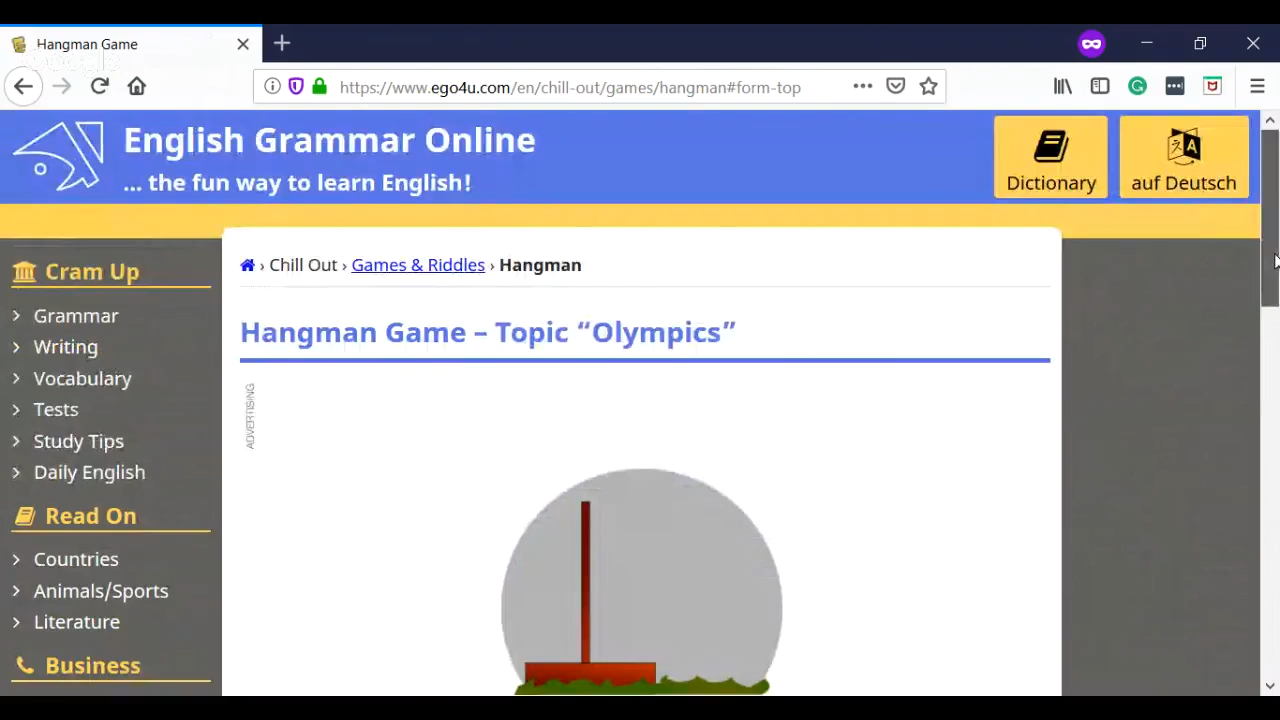 Hangman Game
https://www.ego4u.com/en/chill-out/games/hangman#form-top
English Grammar Online
... the fun way to learn English!
Dictionary
auf Deutsch
Cram Up
Grammar
Writing
Vocabulary
Tests
Study Tips
Daily English
Read On
Countries
Animals/Sports
Literature
Business
› Chill Out › Games & Riddles › Hangman
Hangman Game – Topic “Olympics”
ADVERTISING